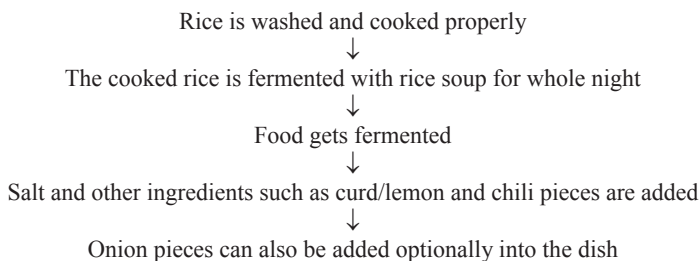 Rice is washed and cooked properly
↓
The cooked rice is fermented with rice soup for whole night
↓
Food gets fermented
↓
Salt and other ingredients such as curd/lemon and chili pieces are added
↓
Onion pieces can also be added optionally into the dish